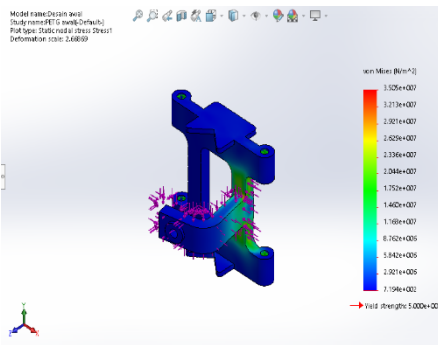 Model name:Desain awal
Study name:PETG awal(-Default-)
Plot type: Static nodal stress Stress1
Deformation scale: 2.66869
von Mises (N/m^2)
3.505e+007
3.213e+007
2.921e+007
2.629e+007
2.336e+007
2.044e+007
1.752e+007
1.460e+007
1.168e+007
8.762e+006
5.842e+006
2.921e+006
7.194e+002
Yield strength: 5.000e+00
Y
X
Z